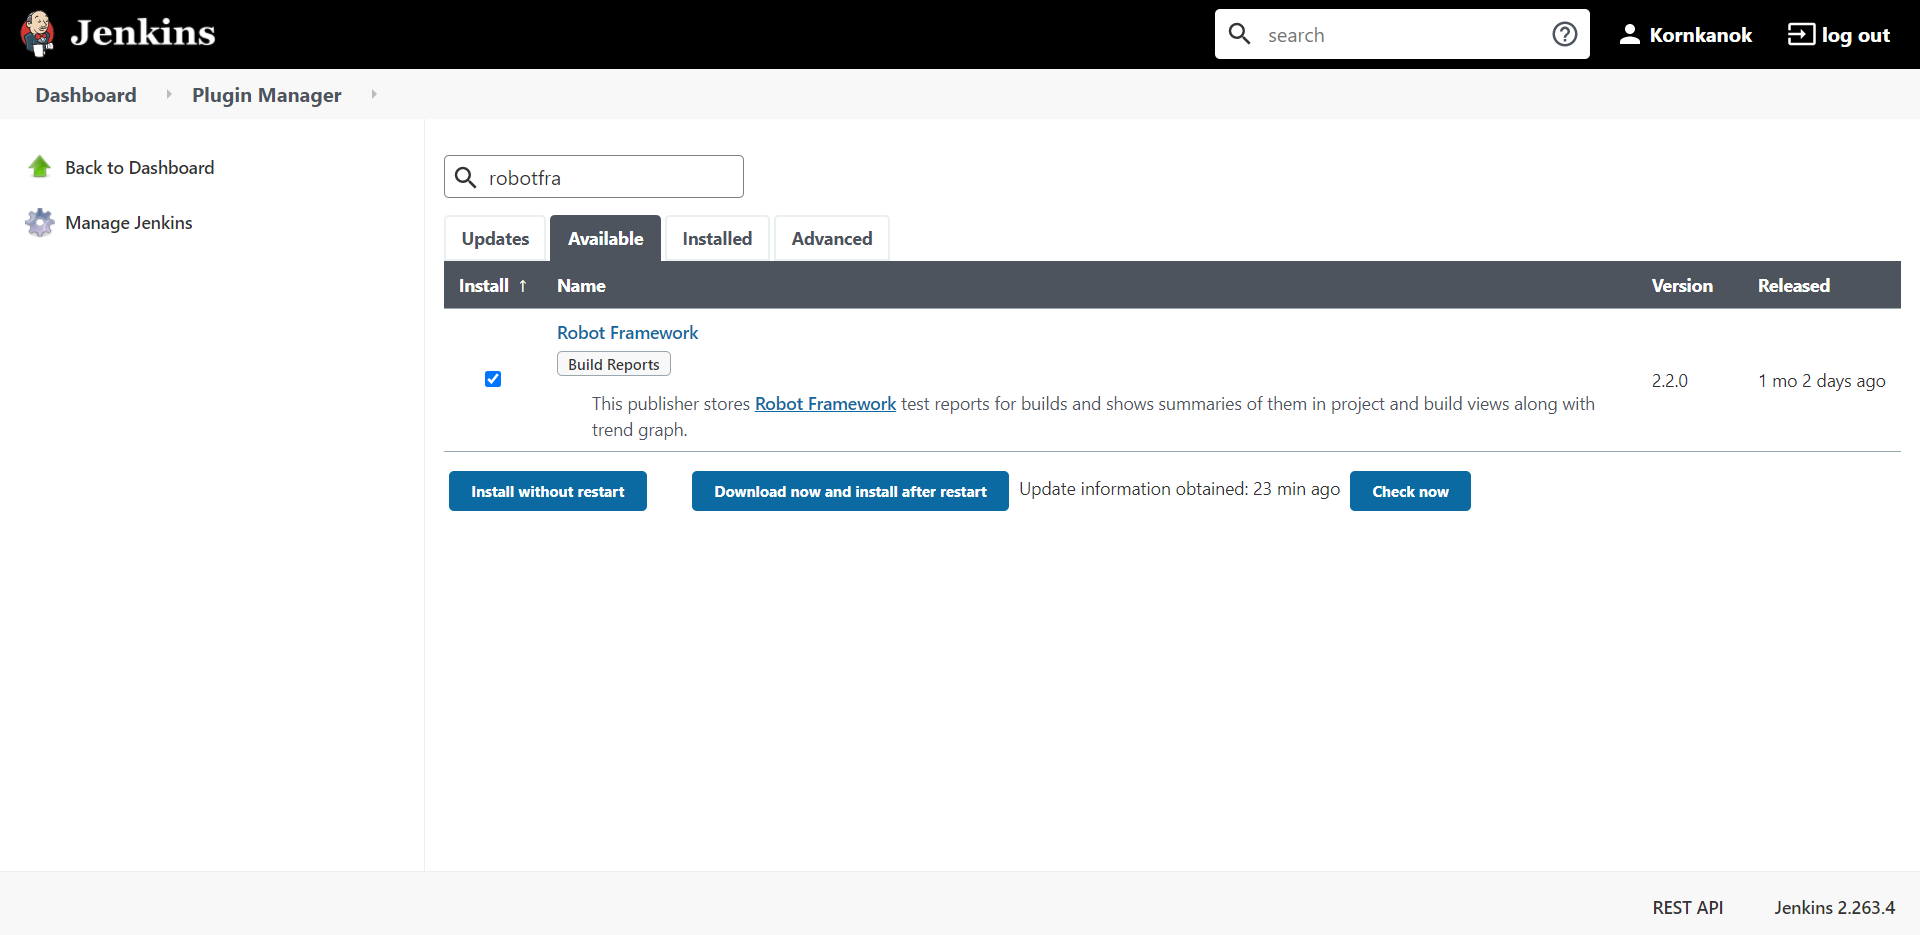 Jenkins
search
Kornkanok
log out
Dashboard
Plugin Manager
Back to Dashboard
Manage Jenkins
robotfra
Updates
Available
Installed
Advanced
Install ↑
Name
Version
Released
Robot Framework
Build Reports
This publisher stores Robot Framework test reports for builds and shows summaries of them in project and build views along with
trend graph.
2.2.0
1 mo 2 days ago
Install without restart
Download now and install after restart
Update information obtained: 23 min ago
Check now
REST API
Jenkins 2.263.4